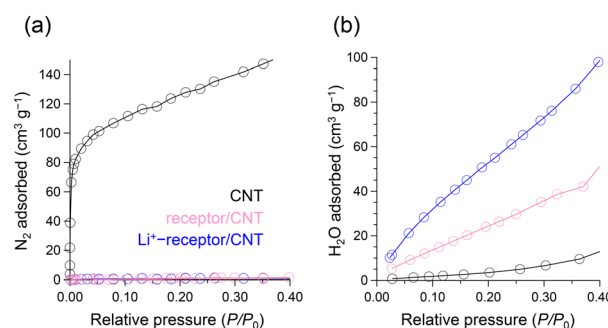 (a)
N₂ adsorbed (cm³ g⁻¹)
140
120
100
80
60
40
20
0
CNT
receptor/CNT
Li⁺−receptor/CNT
0.00 0.10 0.20 0.30 0.40
Relative pressure (P/P₀)
(b)
H₂O adsorbed (cm³ g⁻¹)
100
80
60
40
20
0
0.00 0.10 0.20 0.30 0.40
Relative pressure (P/P₀)